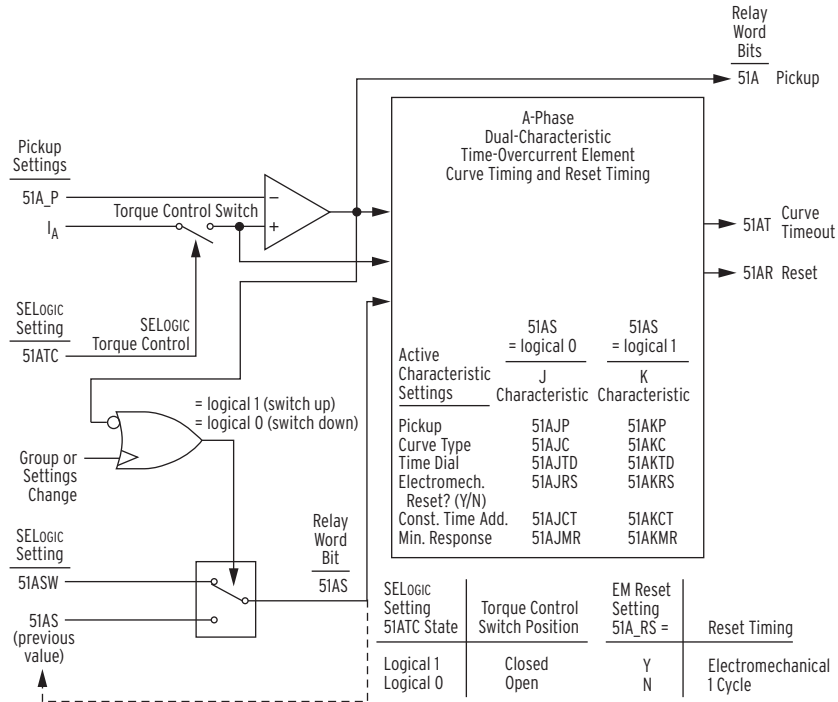 Relay
Word
Bits
51A Pickup
A-Phase
Dual-Characteristic
Time-Overcurrent Element
Curve Timing and Reset Timing
Pickup
Settings
51A_P
Torque Control Switch
IA
−
+
51AT Curve
Timeout
51AR Reset
SELOGIC
Setting
51ATC
SELOGIC
Torque Control
51AS
= logical 0
51AS
= logical 1
Active
Characteristic
Settings
J
Characteristic
K
Characteristic
Pickup 51AJP 51AKP
Curve Type 51AJC 51AKC
Time Dial 51AJTD 51AKTD
Electromech. 51AJRS 51AKRS
Reset? (Y/N)
Const. Time Add. 51AJCT 51AKCT
Min. Response 51AJMR 51AKMR
= logical 1 (switch up)
= logical 0 (switch down)
Group or
Settings
Change
SELOGIC
Setting
51ASW
51AS
(previous
value)
Relay
Word
Bit
51AS
SELOGIC
Setting
51ATC State
Torque Control
Switch Position
EM Reset
Setting
51A_RS =
Reset Timing
Logical 1 Closed Y Electromechanical
Logical 0 Open N 1 Cycle